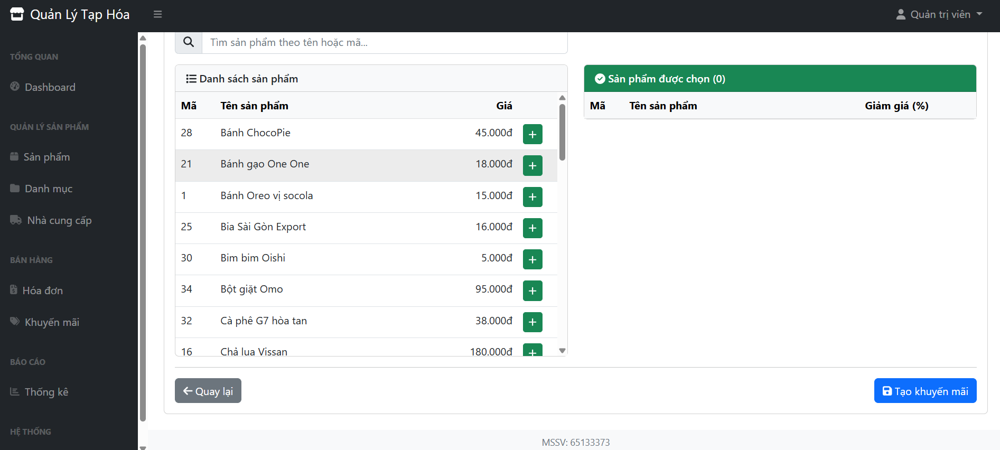 Quản Lý Tạp Hóa
Quản trị viên
TỔNG QUAN
Dashboard
QUẢN LÝ SẢN PHẨM
Sản phẩm
Danh mục
Nhà cung cấp
BÁN HÀNG
Hóa đơn
Khuyến mãi
BÁO CÁO
Thống kê
HỆ THỐNG
Tìm sản phẩm theo tên hoặc mã...
Danh sách sản phẩm
Mã Tên sản phẩm Giá
28 Bánh ChocoPie 45.000đ
21 Bánh gạo One One 18.000đ
1 Bánh Oreo vị socola 15.000đ
25 Bia Sài Gòn Export 16.000đ
30 Bim bim Oishi 5.000đ
34 Bột giặt Omo 95.000đ
32 Cà phê G7 hòa tan 38.000đ
16 Chả lụa Vissan 180.000đ
Sản phẩm được chọn (0)
Mã Tên sản phẩm Giảm giá (%)
Quay lại
Tạo khuyến mãi
MSSV: 65133373